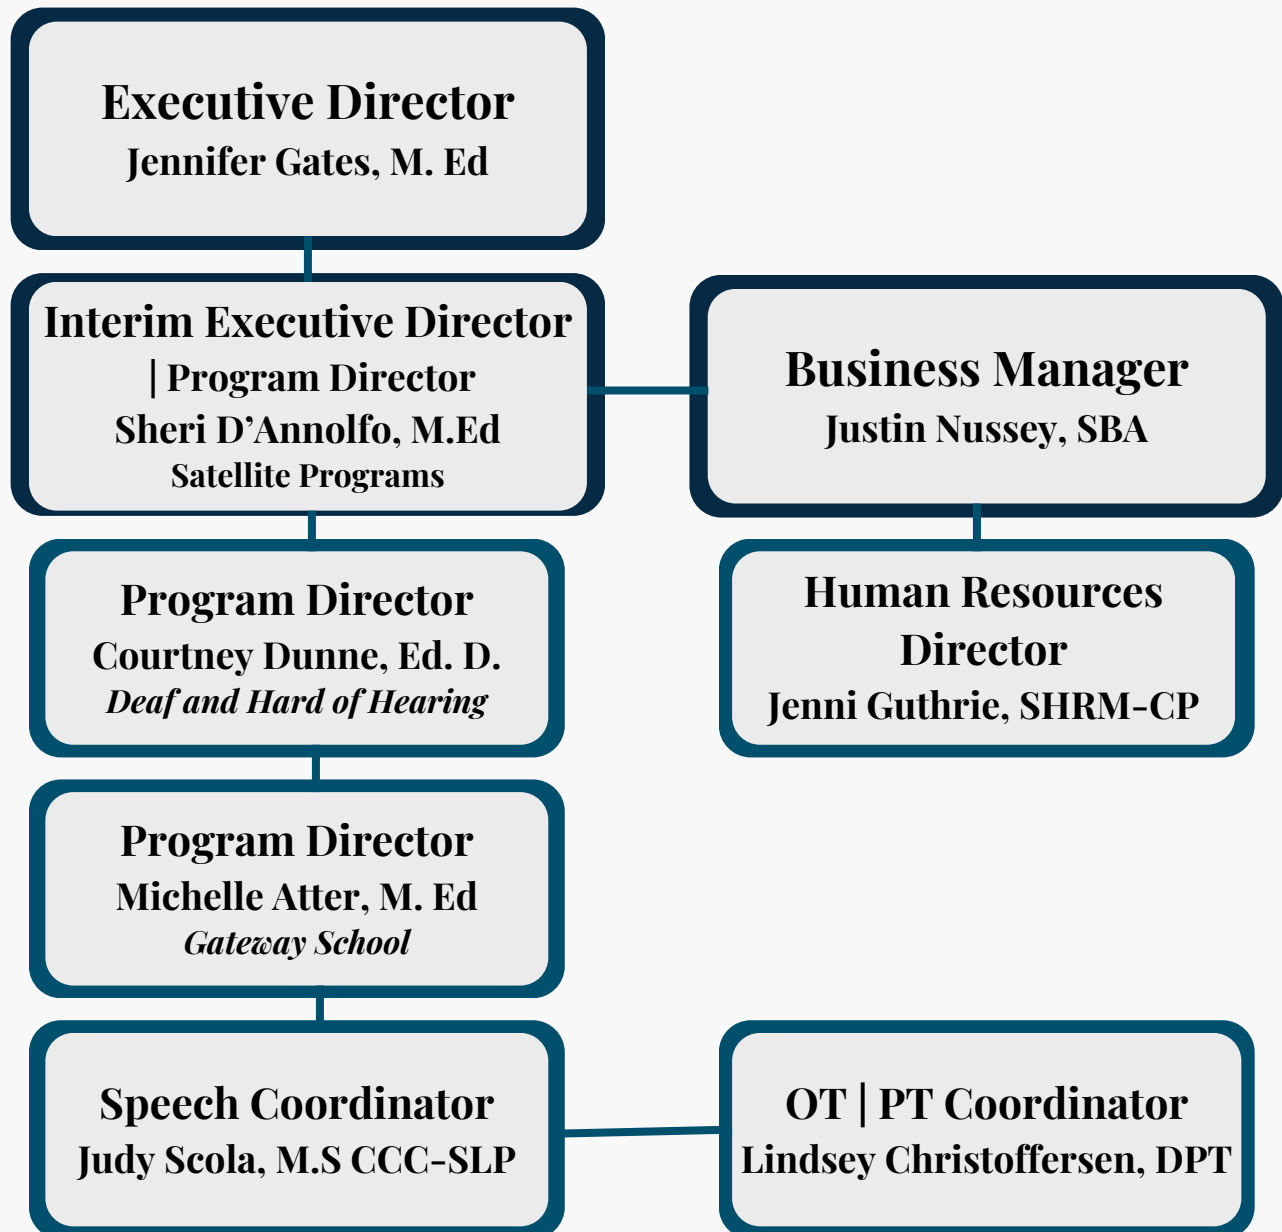 Executive Director
Jennifer Gates, M. Ed
Interim Executive Director
| Program Director
Sheri D’Annolfo, M.Ed
Satellite Programs
Business Manager
Justin Nussey, SBA
Program Director
Courtney Dunne, Ed. D.
Deaf and Hard of Hearing
Human Resources
Director
Jenni Guthrie, SHRM-CP
Program Director
Michelle Atter, M. Ed
Gateway School
Speech Coordinator
Judy Scola, M.S CCC-SLP
OT | PT Coordinator
Lindsey Christoffersen, DPT